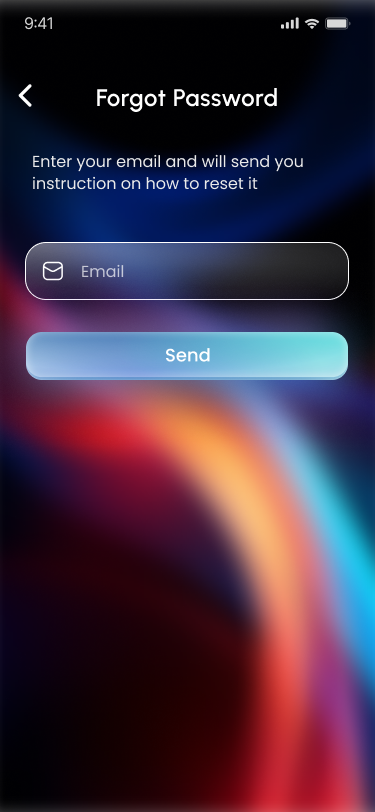 9:41
Forgot Password
Enter your email and will send you
instruction on how to reset it
Email
Send